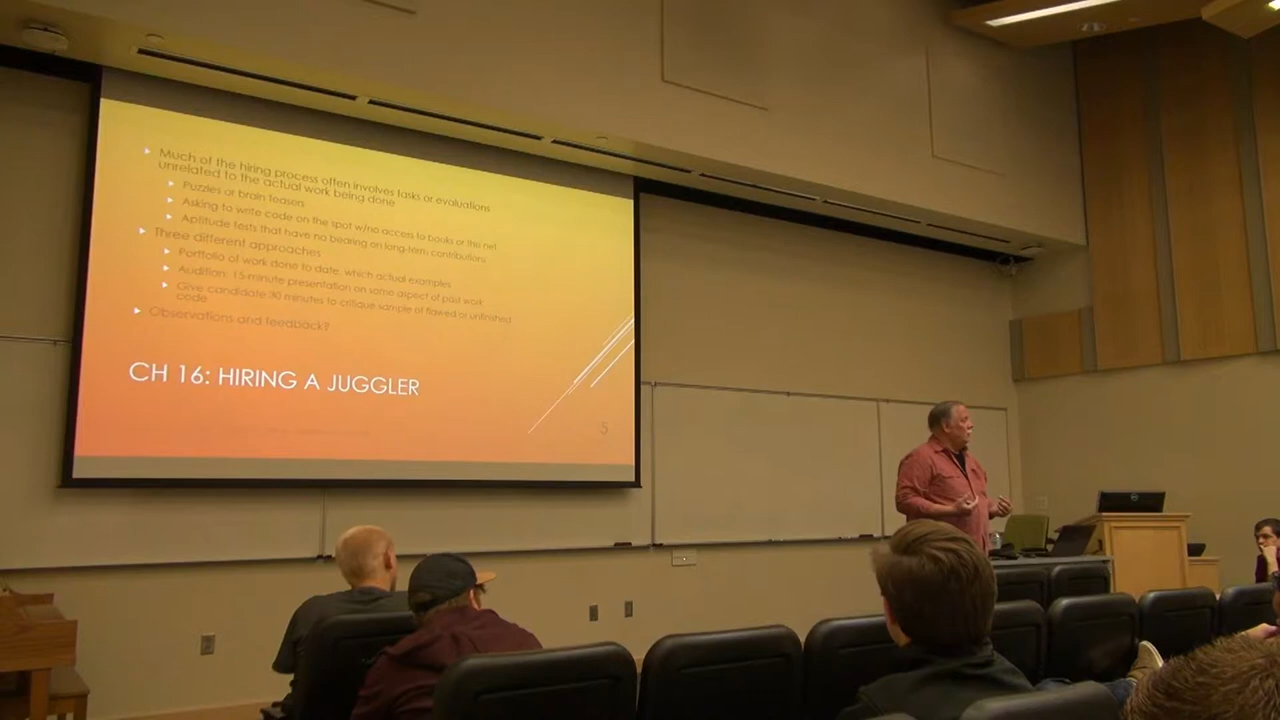 Much of the hiring process often involves tasks or evaluations
unrelated to the actual work being done
Puzzles or brain teasers
Asking to write code on the spot w/no access to books or the net
Aptitude tests that have no bearing on long-term contributions
Three different approaches
Portfolio of work done to date, which actual examples
Audition: 15-minute presentation on some aspect of past work
Give candidate 30 minutes to critique sample of flawed or unfinished
code
Observations and feedback?
CH 16: HIRING A JUGGLER
5